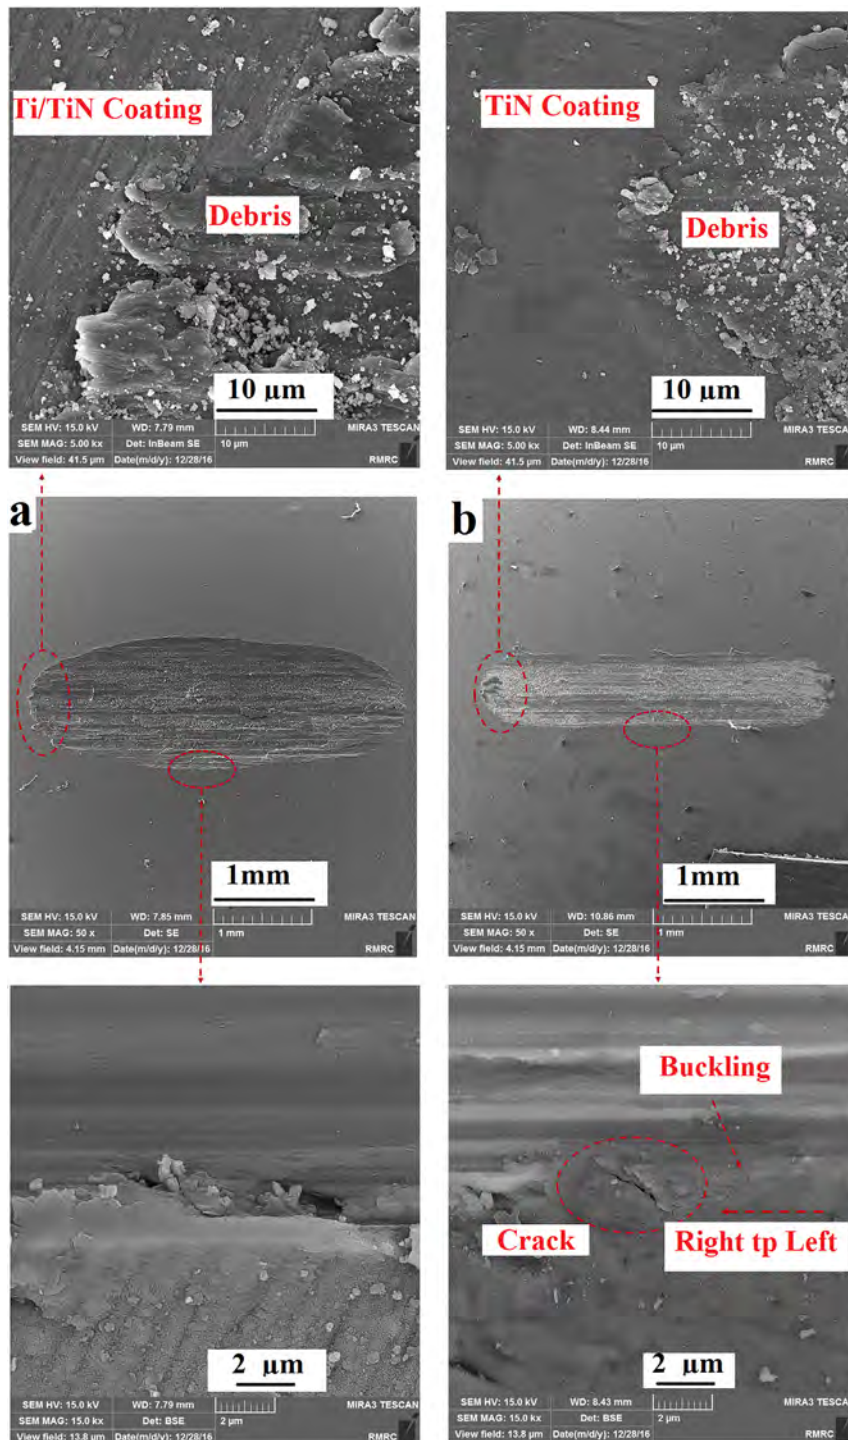 Ti/TiN Coating
Debris
10 µm
SEM HV: 15.0 kV WD: 7.79 mm MIRA3 TESCAN
SEM MAG: 5.00 kx Det: InBeam SE 10 µm
View field: 41.5 µm Date(m/d/y): 12/28/16 RMRC
TiN Coating
Debris
10 µm
SEM HV: 15.0 kV WD: 8.44 mm MIRA3 TESCAN
SEM MAG: 5.00 kx Det: InBeam SE 10 µm
View field: 41.5 µm Date(m/d/y): 12/28/16 RMRC
a
1mm
SEM HV: 15.0 kV WD: 7.85 mm MIRA3 TESCAN
SEM MAG: 50 x Det: SE 1 mm
View field: 4.15 mm Date(m/d/y): 12/28/16 RMRC
b
1mm
SEM HV: 15.0 kV WD: 10.86 mm MIRA3 TESCAN
SEM MAG: 50 x Det: SE 1 mm
View field: 4.15 mm Date(m/d/y): 12/28/16 RMRC
2 µm
SEM HV: 15.0 kV WD: 7.79 mm MIRA3 TESCAN
SEM MAG: 15.0 kx Det: BSE 2 µm
View field: 13.8 µm Date(m/d/y): 12/28/16 RMRC
Buckling
Crack
Right tp Left
2 µm
SEM HV: 15.0 kV WD: 8.43 mm MIRA3 TESCAN
SEM MAG: 15.0 kx Det: BSE 2 µm
View field: 13.8 µm Date(m/d/y): 12/28/16 RMRC